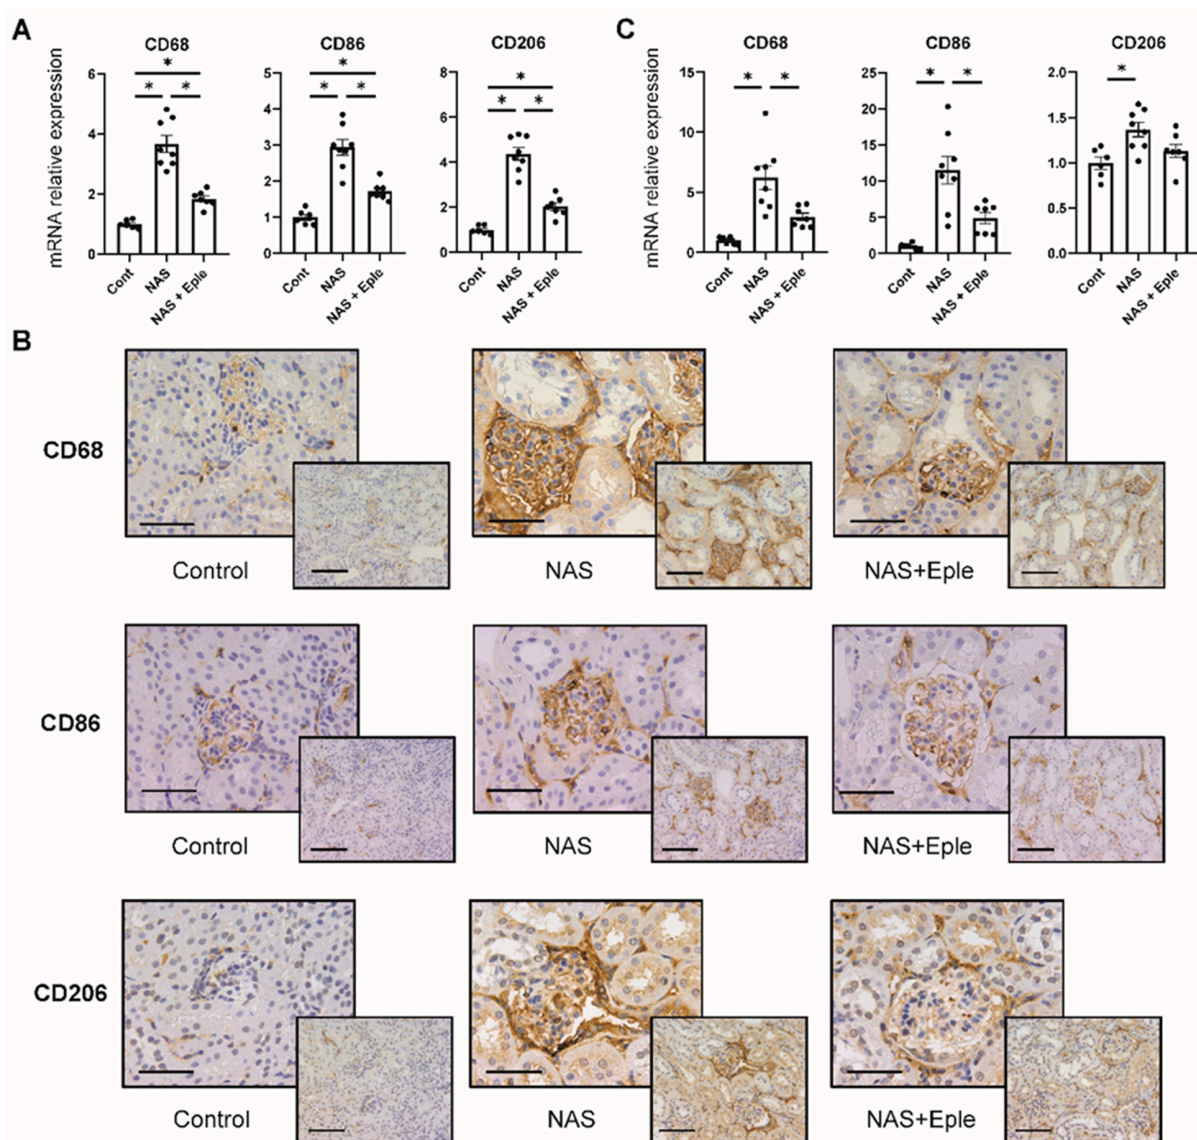 A
C
CD68
CD86
CD206
CD68
CD86
CD206
mRNA relative expression
6
4
2
0
* * *
Cont
NAS
NAS + Eple
5
4
3
2
1
0
* * *
Cont
NAS
NAS + Eple
8
6
4
2
0
* * *
Cont
NAS
NAS + Eple
mRNA relative expression
15
10
5
0
* *
Cont
NAS
NAS + Eple
25
20
15
10
5
0
* *
Cont
NAS
NAS + Eple
2.0
1.5
1.0
0.5
0.0
*
Cont
NAS
NAS + Eple
B
CD68
Control
NAS
NAS+Eple
CD86
Control
NAS
NAS+Eple
CD206
Control
NAS
NAS+Eple